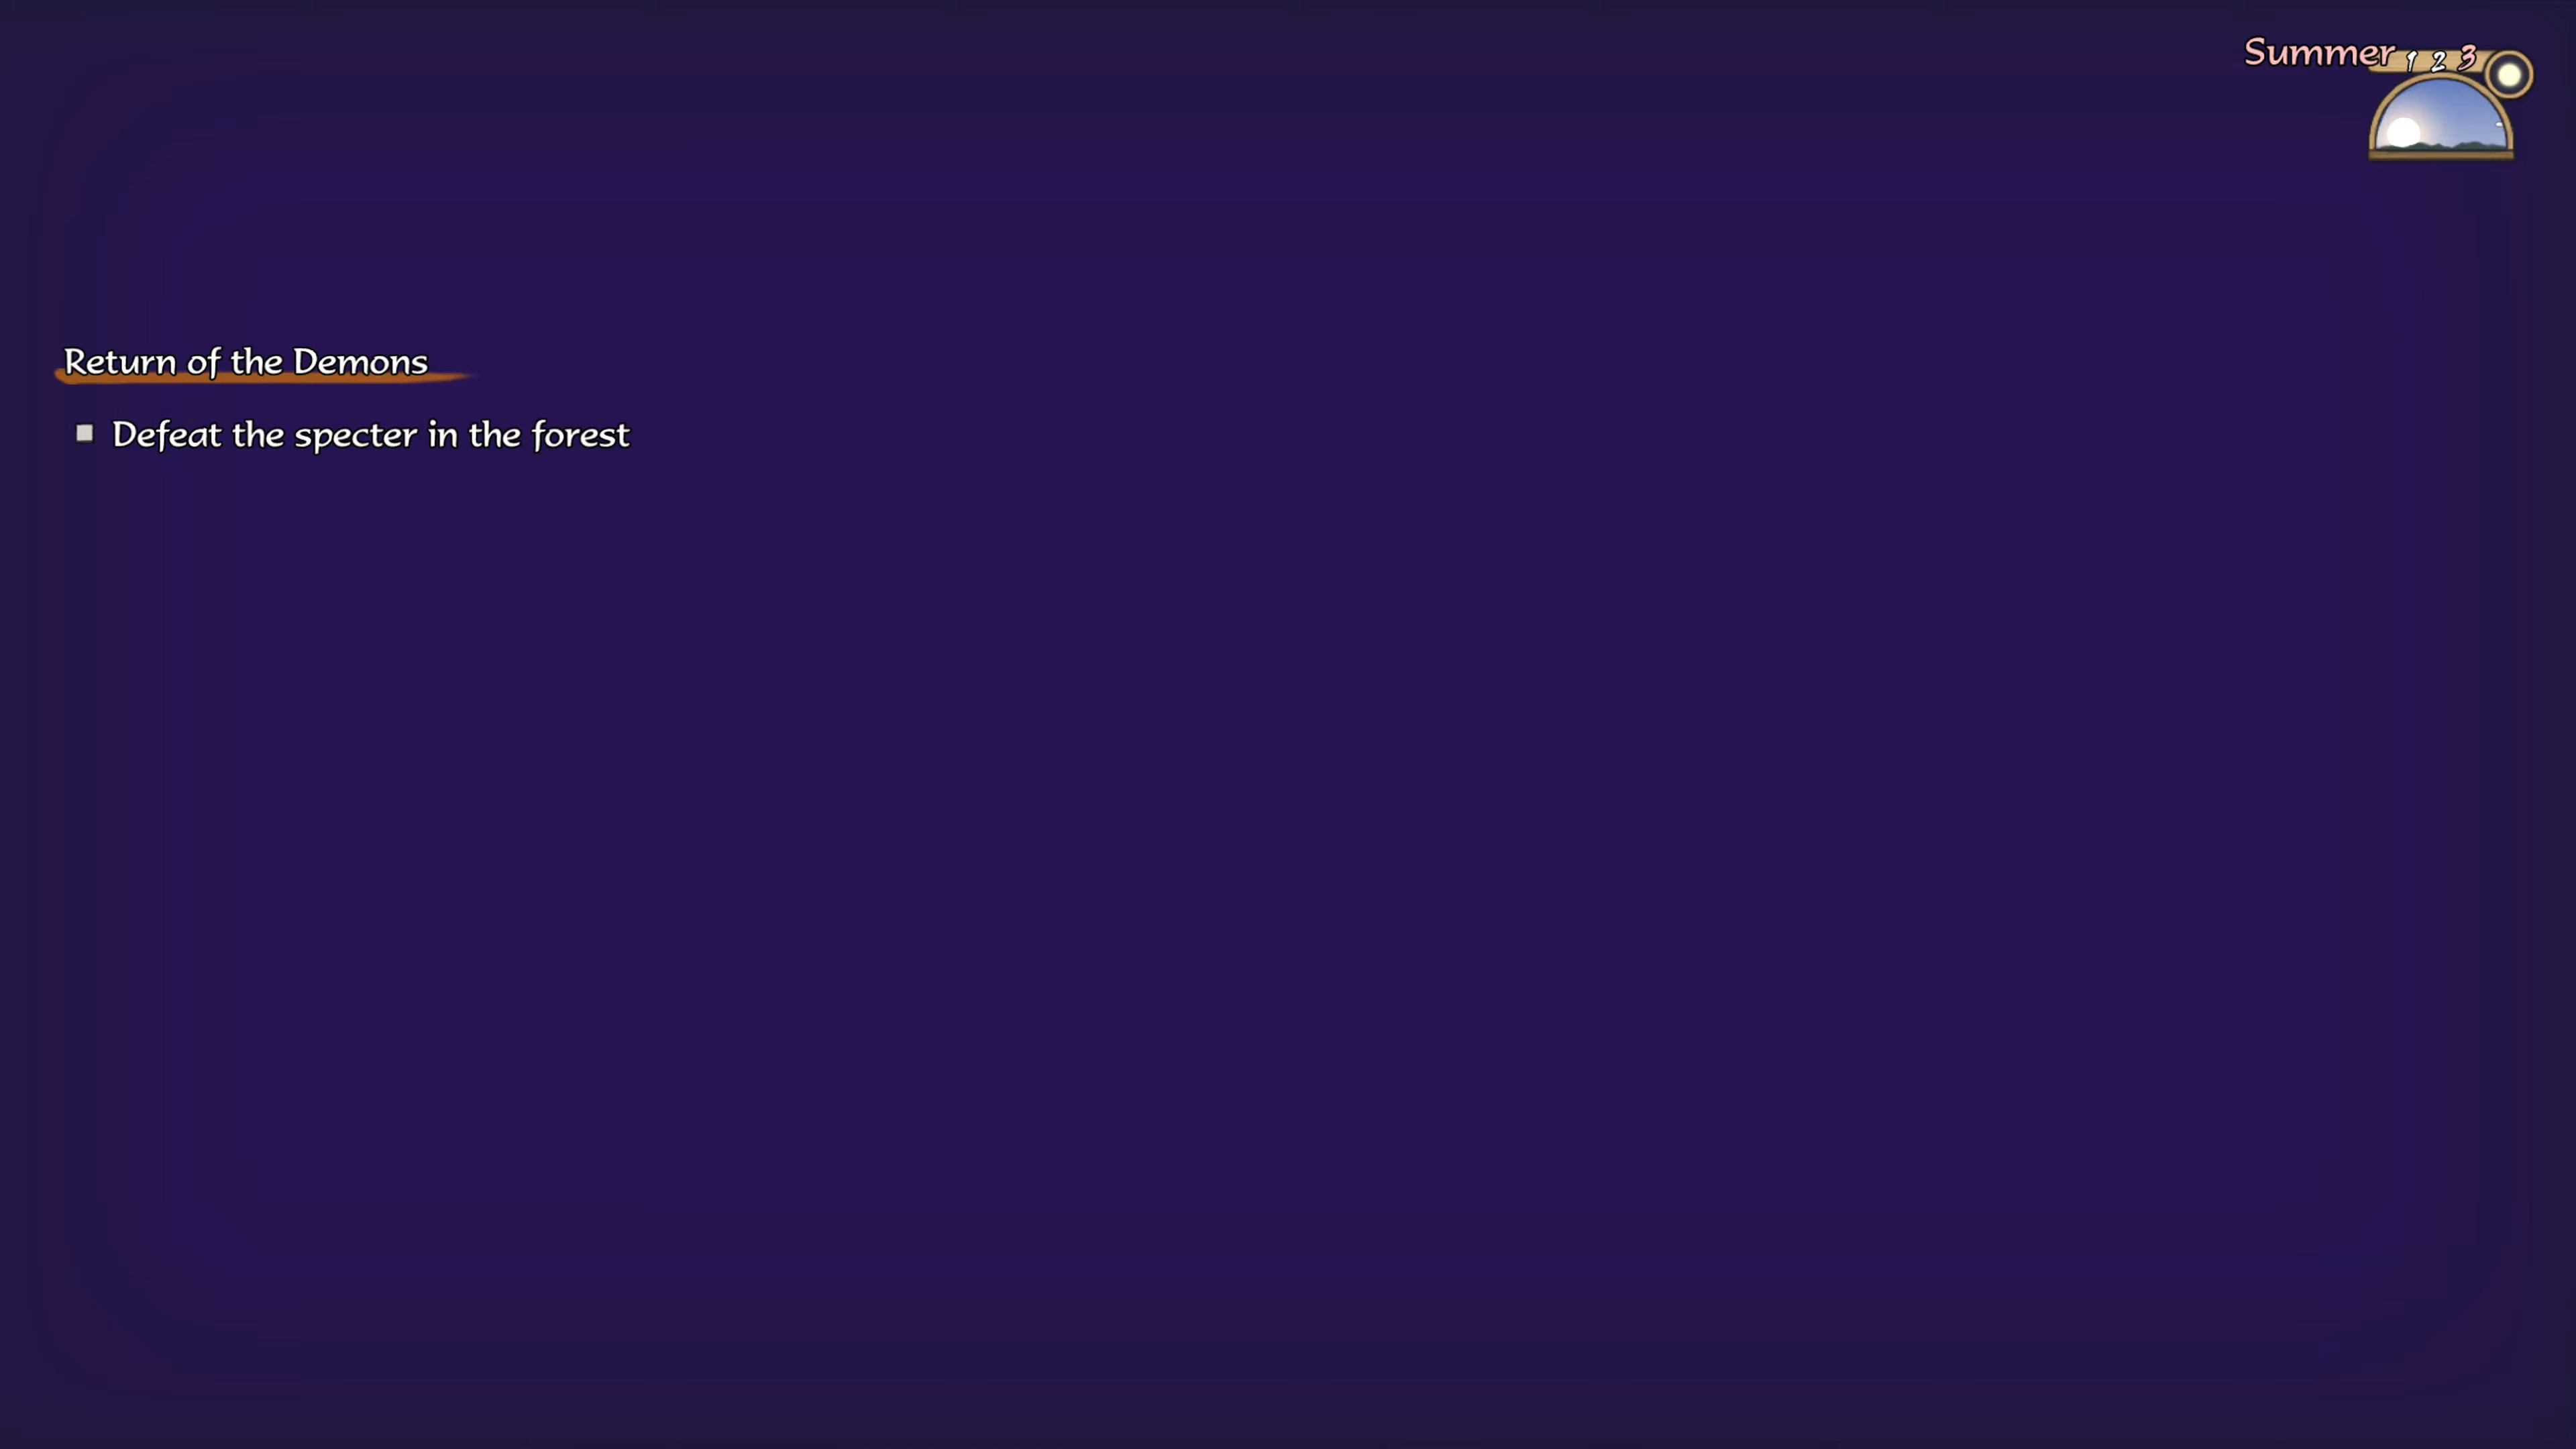 Summer 1 2 3
Return of the Demons
Defeat the specter in the forest